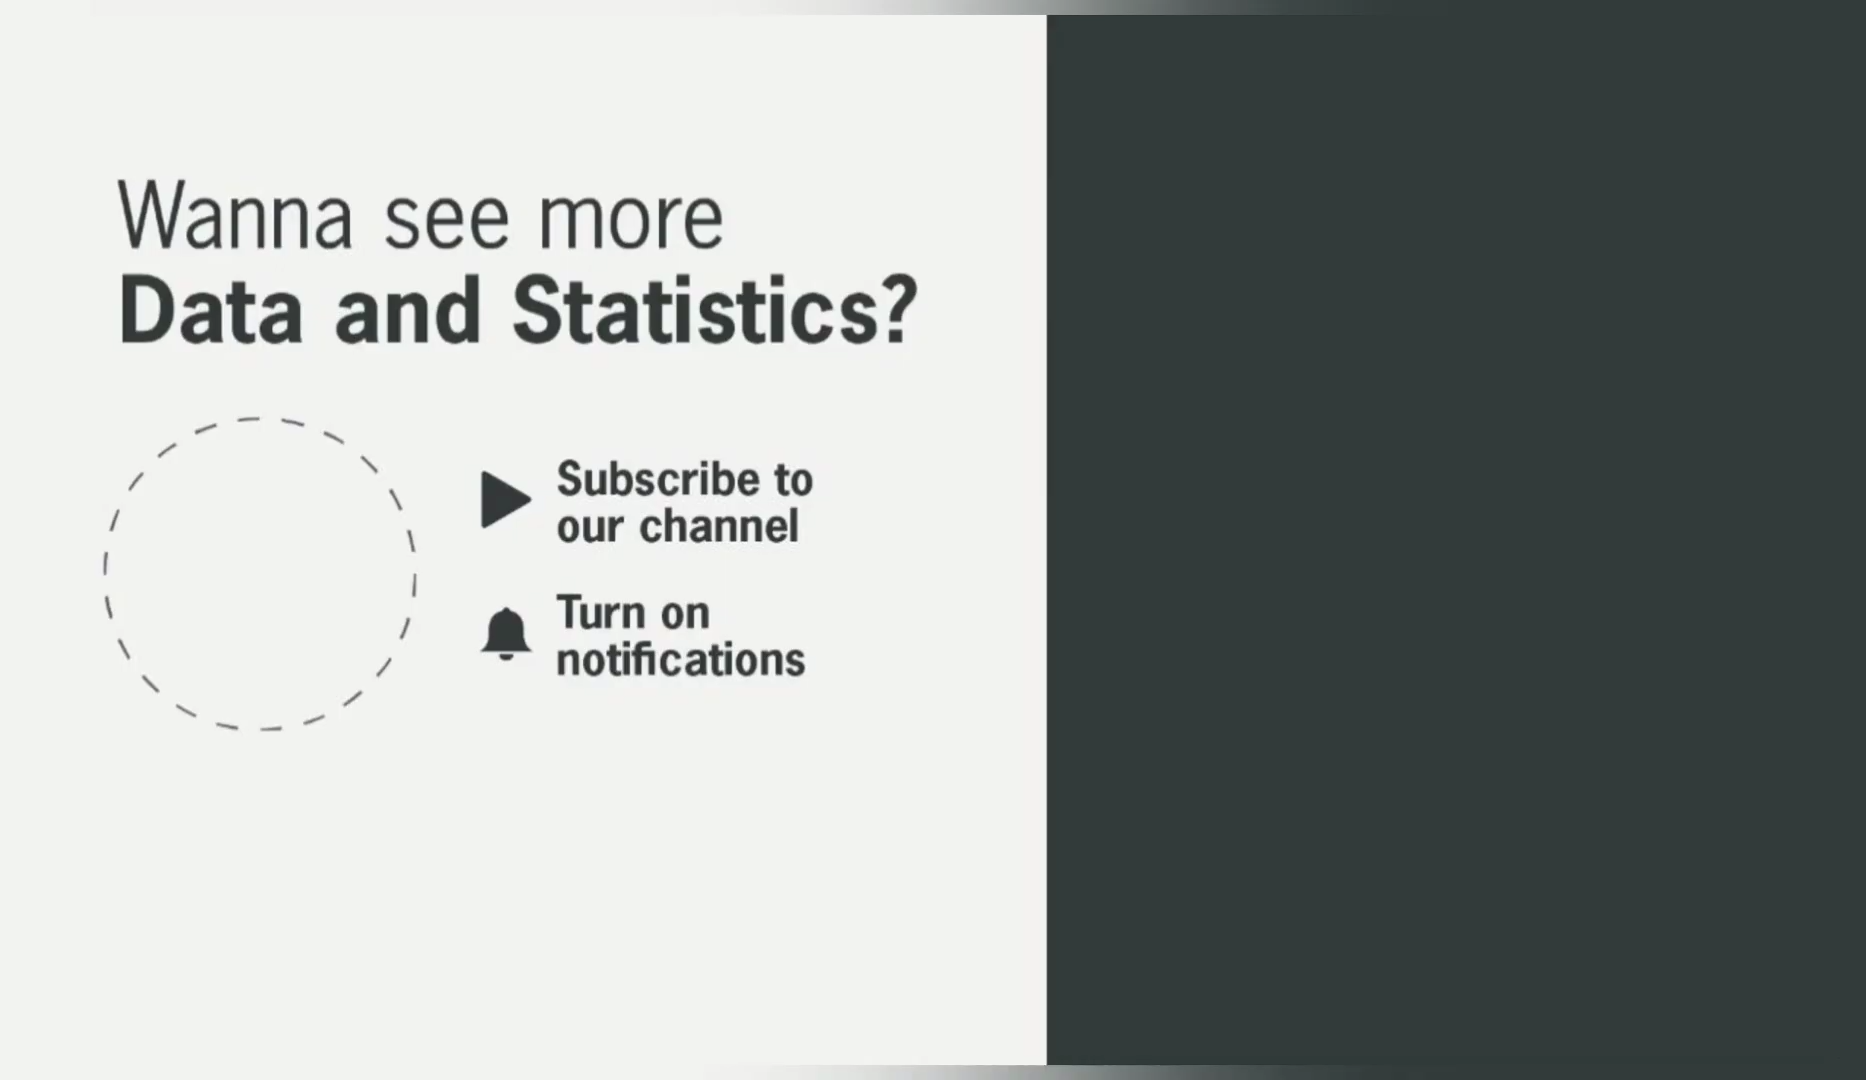 Wanna see more
Data and Statistics?
Subscribe to
our channel
Turn on
notifications